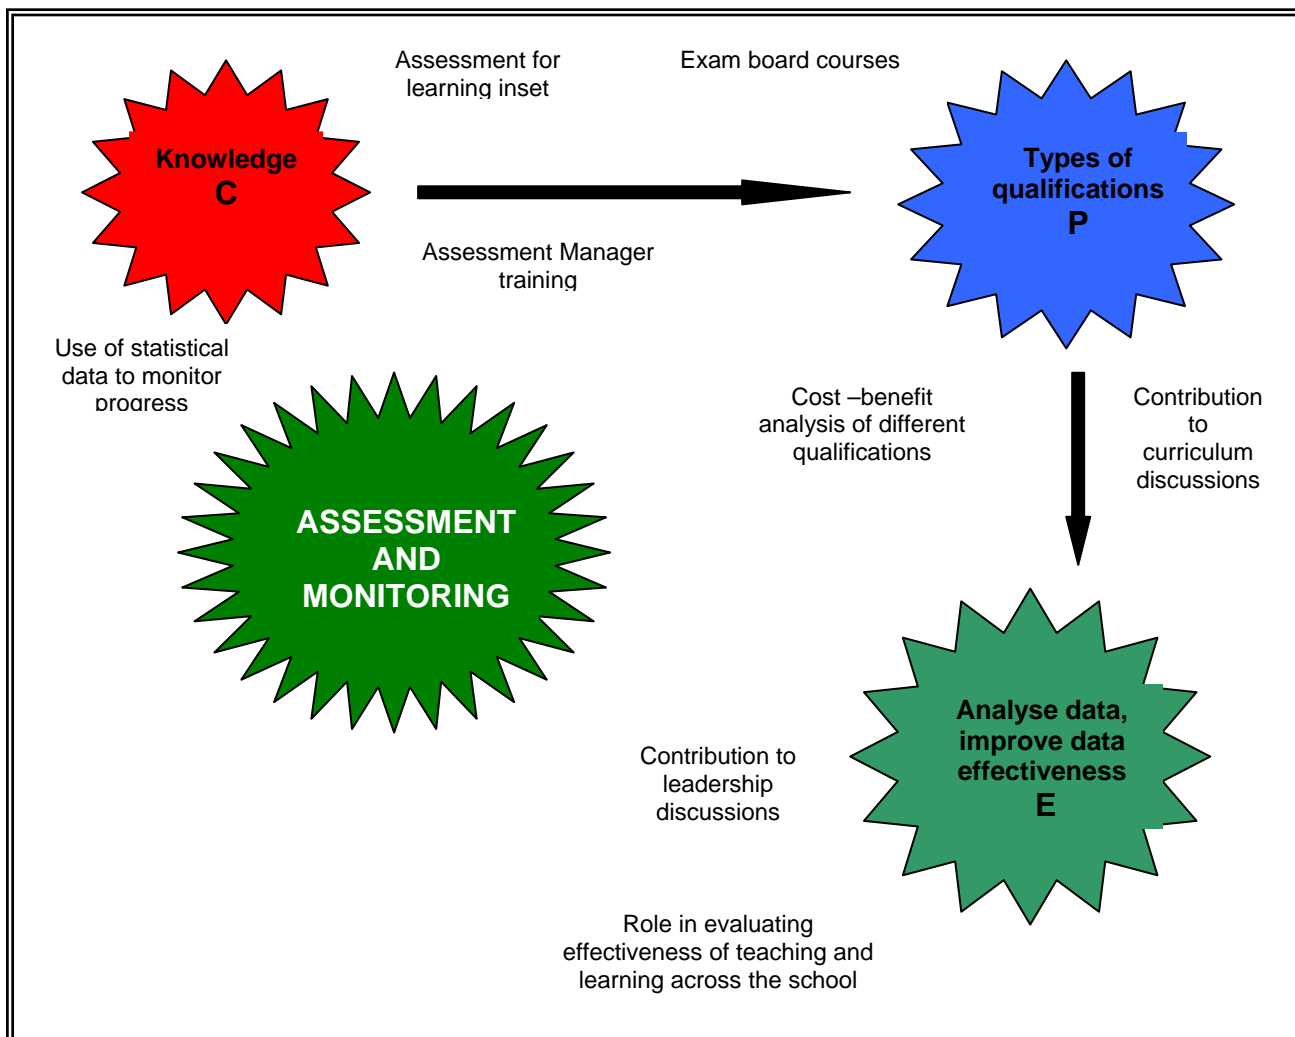 Assessment for
learning inset
Exam board courses
Knowledge
C
Types of
qualifications
P
Assessment Manager
training
Use of statistical
data to monitor
progress
Cost –benefit
analysis of different
qualifications
Contribution
to
curriculum
discussions
ASSESSMENT
AND
MONITORING
Analyse data,
improve data
effectiveness
E
Contribution to
leadership
discussions
Role in evaluating
effectiveness of teaching and
learning across the school